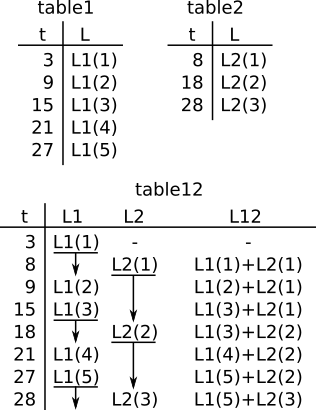 table1 table2
t L t L
3 L1(1) 8 L2(1)
9 L1(2) 18 L2(2)
15 L1(3) 28 L2(3)
21 L1(4)
27 L1(5)
table12
t L1 L2 L12
3 L1(1) - -
8 L2(1) L1(1)+L2(1)
9 L1(2) L1(2)+L2(1)
15 L1(3) L1(3)+L2(1)
18 L2(2) L1(3)+L2(2)
21 L1(4) L1(4)+L2(2)
27 L1(5) L1(5)+L2(2)
28 L2(3) L1(5)+L2(3)